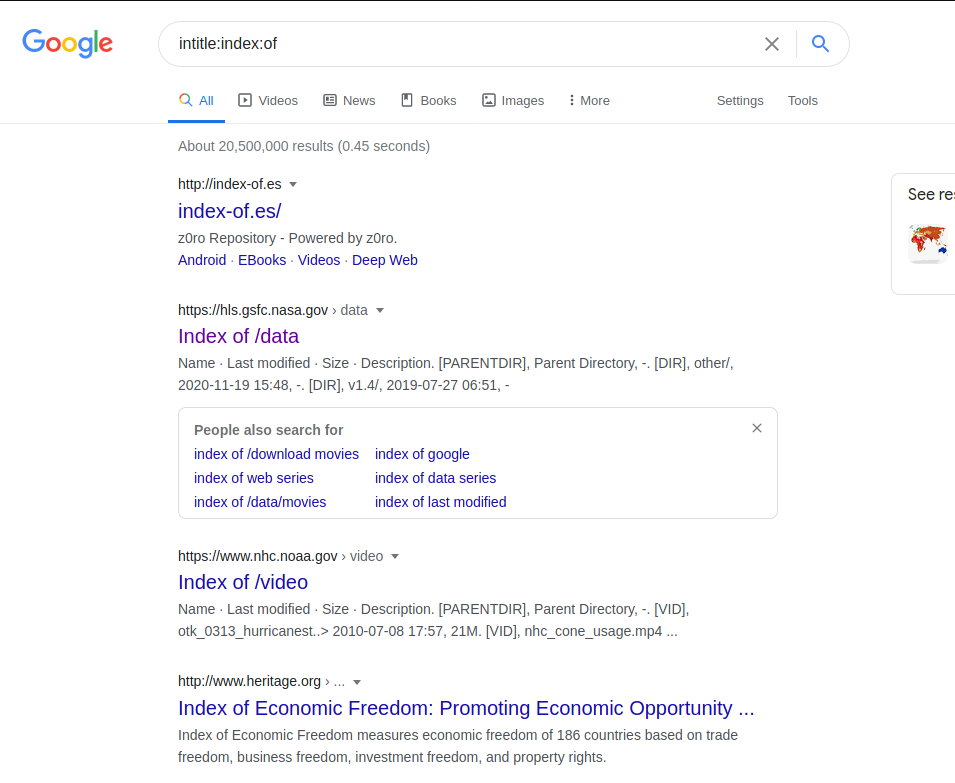 Google
intitle:index:of
All Videos News Books Images More Settings Tools
About 20,500,000 results (0.45 seconds)
http://index-of.es
index-of.es/
z0ro Repository - Powered by z0ro.
Android · EBooks · Videos · Deep Web
See res
https://hls.gsfc.nasa.gov › data
Index of /data
Name · Last modified · Size · Description. [PARENTDIR], Parent Directory, -. [DIR], other/,
2020-11-19 15:48, -. [DIR], v1.4/, 2019-07-27 06:51, -
People also search for
index of /download movies index of google
index of web series index of data series
index of /data/movies index of last modified
https://www.nhc.noaa.gov › video
Index of /video
Name · Last modified · Size · Description. [PARENTDIR], Parent Directory, -. [VID],
otk_0313_hurricanest..> 2010-07-08 17:57, 21M. [VID], nhc_cone_usage.mp4 ...
http://www.heritage.org › ...
Index of Economic Freedom: Promoting Economic Opportunity ...
Index of Economic Freedom measures economic freedom of 186 countries based on trade
freedom, business freedom, investment freedom, and property rights.